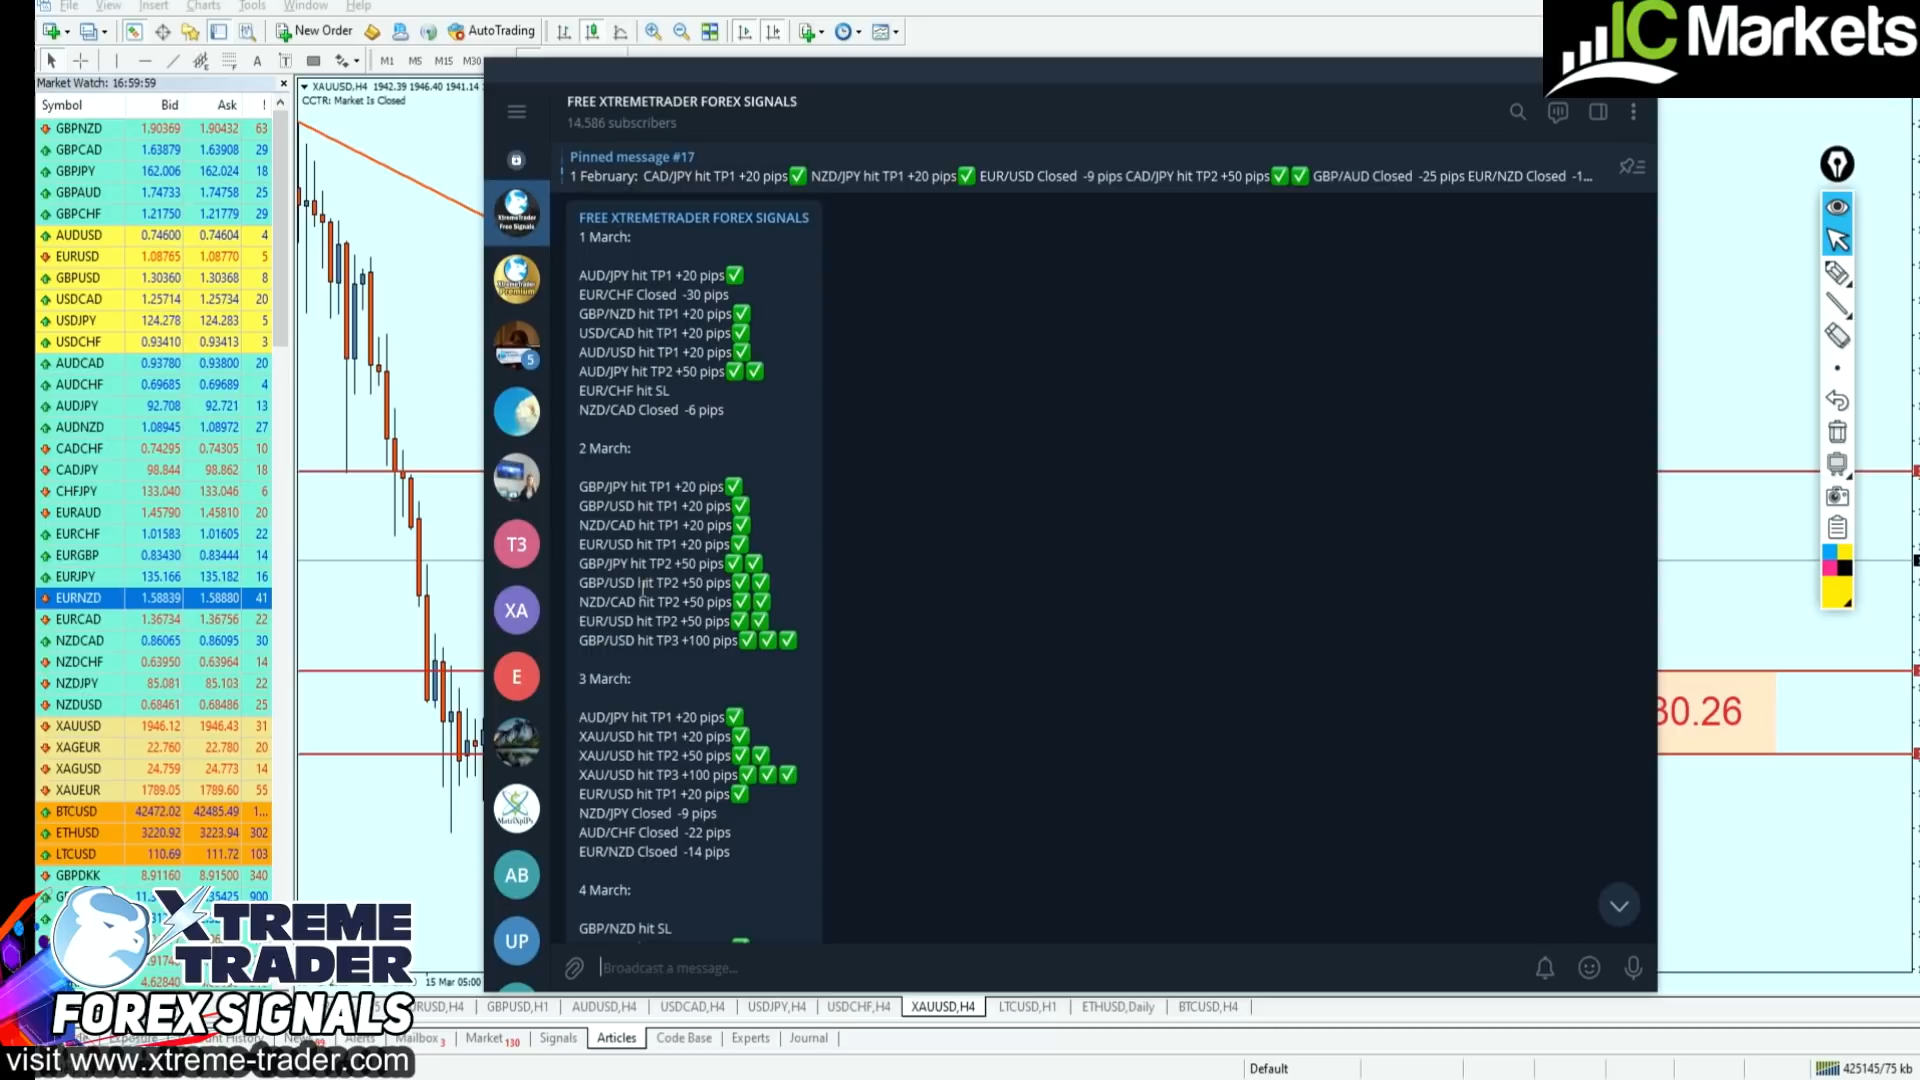 File View Insert Charts Tools Window Help
New Order AutoTrading
M1 M5 M15 M30
IC Markets
Market Watch: 16:59:59
Symbol Bid Ask !
GBPNZD 1.90369 1.90432 63
GBPCAD 1.63879 1.63908 29
GBPJPY 162.006 162.024 18
GBPAUD 1.74733 1.74758 25
GBPCHF 1.21750 1.21779 29
AUDUSD 0.74600 0.74604 4
EURUSD 1.08765 1.08770 5
GBPUSD 1.30360 1.30368 8
USDCAD 1.25714 1.25734 20
USDJPY 124.278 124.283 5
USDCHF 0.93410 0.93413 3
AUDCAD 0.93780 0.93800 20
AUDCHF 0.69685 0.69689 4
AUDJPY 92.708 92.721 13
AUDNZD 1.08945 1.08972 27
CADCHF 0.74295 0.74305 10
CADJPY 98.844 98.862 18
CHFJPY 133.040 133.046 6
EURAUD 1.45790 1.45810 20
EURCHF 1.01583 1.01605 22
EURGBP 0.83430 0.83444 14
EURJPY 135.166 135.182 16
EURNZD 1.58839 1.58880 41
EURCAD 1.36734 1.36756 22
NZDCAD 0.86065 0.86095 30
NZDCHF 0.63950 0.63964 14
NZDJPY 85.081 85.103 22
NZDUSD 0.68461 0.68486 25
XAUUSD 1946.12 1946.43 31
XAGEUR 22.760 22.780 20
XAGUSD 24.759 24.773 14
XAUEUR 1789.05 1789.60 55
BTCUSD 42472.02 42485.49 1...
ETHUSD 3220.92 3223.94 302
LTCUSD 110.69 111.72 103
GBPDKK 8.91160 8.91500 340
XAUUSD,H4 1942.39 1946.40 1941.14
CCTR: Market Is Closed
FREE XTREMETRADER FOREX SIGNALS
14,586 subscribers
Pinned message #17
1 February: CAD/JPY hit TP1 +20 pips✅ NZD/JPY hit TP1 +20 pips✅ EUR/USD Closed -9 pips CAD/JPY hit TP2 +50 pips✅✅ GBP/AUD Closed -25 pips EUR/NZD Closed -1...
FREE XTREMETRADER FOREX SIGNALS
1 March:
AUD/JPY hit TP1 +20 pips✅
EUR/CHF Closed -30 pips
GBP/NZD hit TP1 +20 pips✅
USD/CAD hit TP1 +20 pips✅
AUD/USD hit TP1 +20 pips✅
AUD/JPY hit TP2 +50 pips✅✅
EUR/CHF hit SL
NZD/CAD Closed -6 pips
2 March:
GBP/JPY hit TP1 +20 pips✅
GBP/USD hit TP1 +20 pips✅
NZD/CAD hit TP1 +20 pips✅
EUR/USD hit TP1 +20 pips✅
GBP/JPY hit TP2 +50 pips✅✅
GBP/USD hit TP2 +50 pips✅✅
NZD/CAD hit TP2 +50 pips✅✅
EUR/USD hit TP2 +50 pips✅✅
GBP/USD hit TP3 +100 pips✅✅✅
3 March:
AUD/JPY hit TP1 +20 pips✅
XAU/USD hit TP1 +20 pips✅
XAU/USD hit TP2 +50 pips✅✅
XAU/USD hit TP3 +100 pips✅✅✅
EUR/USD hit TP1 +20 pips✅
NZD/JPY Closed -9 pips
AUD/CHF Closed -22 pips
EUR/NZD Clsoed -14 pips
4 March:
GBP/NZD hit SL
Broadcast a message...
XtremeTrader
Free Signals
XtremeTrader
Premium
5
T3
XA
E
MatriXpipPs
AB
UP
30.26
XTREME
TRADER
FOREX SIGNALS
visit www.xtreme-trader.com
15 Mar 05:00
GBPUSD,H1 AUDUSD,H4 USDCAD,H4 USDJPY,H4 USDCHF,H4 XAUUSD,H4 LTCUSD,H1 ETHUSD,Daily BTCUSD,H4
Mailbox 3 Market 130 Signals Articles Code Base Experts Journal
Default
425145/75 kb